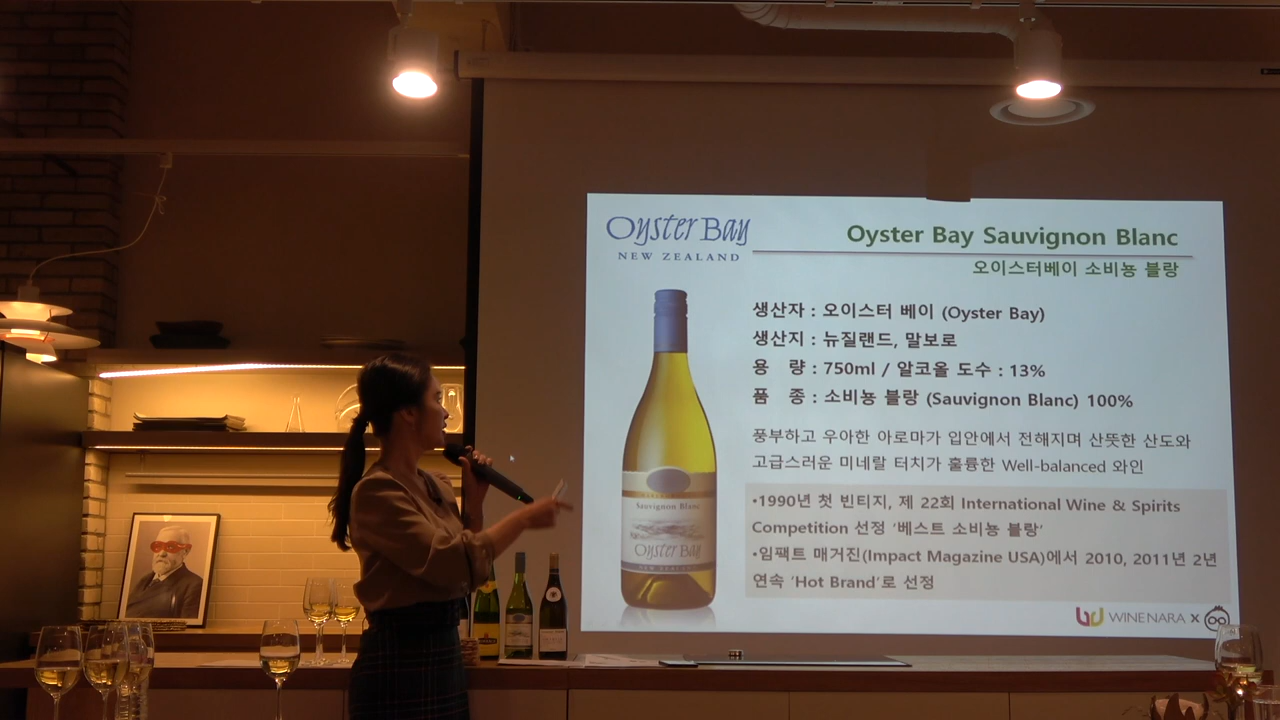 Oyster Bay
NEW ZEALAND
Oyster Bay Sauvignon Blanc
오이스터베이 소비뇽 블랑
생산자 : 오이스터 베이 (Oyster Bay)
생산지 : 뉴질랜드, 말보로
용 량 : 750ml / 알코올 도수 : 13%
품 종 : 소비뇽 블랑 (Sauvignon Blanc) 100%
풍부하고 우아한 아로마가 입안에서 전해지며 산뜻한 산도와
고급스러운 미네랄 터치가 훌륭한 Well-balanced 와인
•1990년 첫 빈티지, 제 22회 International Wine & Spirits
Competition 선정 '베스트 소비뇽 블랑'
•임팩트 매거진(Impact Magazine USA)에서 2010, 2011년 2년
연속 'Hot Brand'로 선정
Sauvignon Blanc
Oyster Bay
NEW ZEALAND
WINENARA X